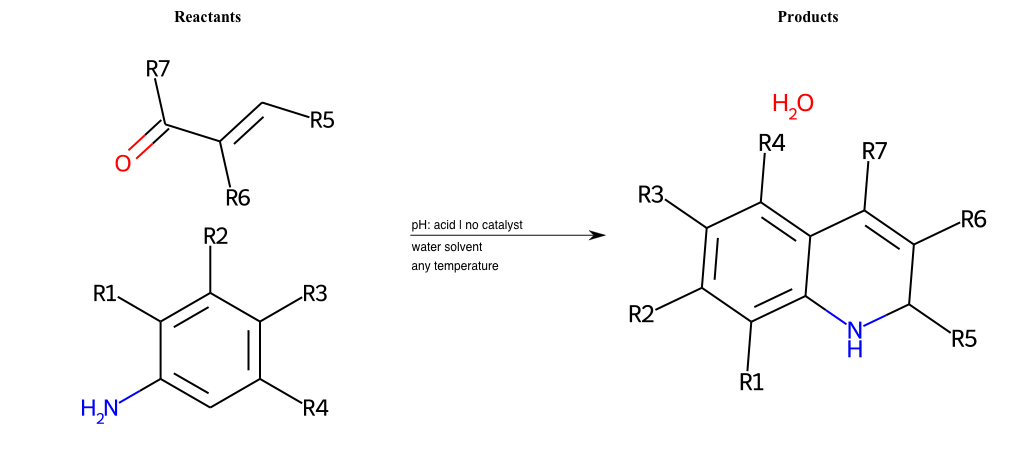 Reactants
Products
R7
O
R5
R6
H2O
R4
R7
R3
R6
R2
NH
R5
R1
R2
R1
R3
H2N
R4
pH: acid | no catalyst
water solvent
any temperature